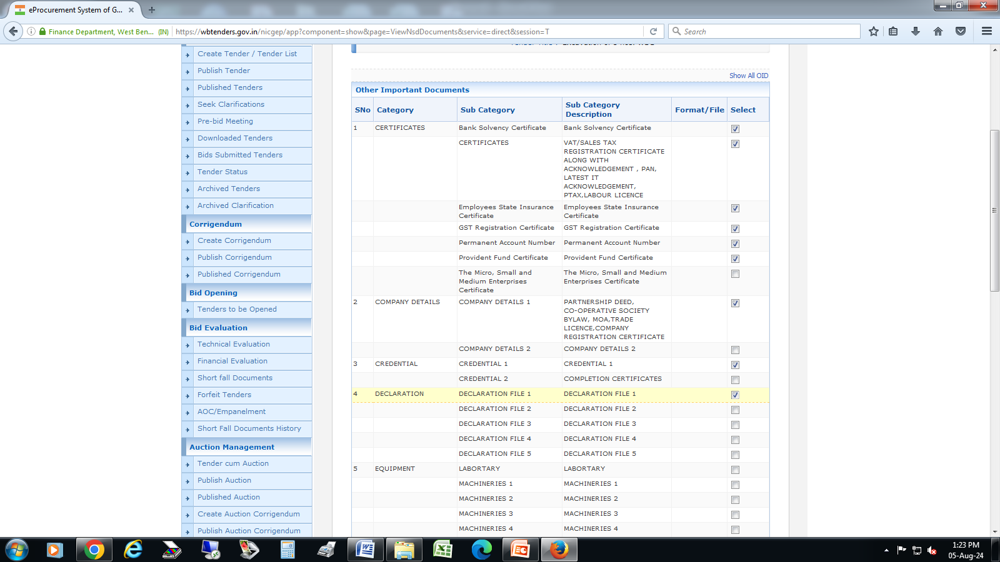 eProcurement System of G...
Finance Department, West Ben... (IN)
https://wbtenders.gov.in/nicgep/app?component=show&page=ViewNsdDocuments&service=direct&session=T
Search
Create Tender / Tender List
Publish Tender
Published Tenders
Seek Clarifications
Pre-bid Meeting
Downloaded Tenders
Bids Submitted Tenders
Tender Status
Archived Tenders
Archived Clarification
Corrigendum
Create Corrigendum
Publish Corrigendum
Published Corrigendum
Bid Opening
Tenders to be Opened
Bid Evaluation
Technical Evaluation
Financial Evaluation
Short fall Documents
Forfeit Tenders
AOC/Empanelment
Short Fall Documents History
Auction Management
Tender cum Auction
Publish Auction
Published Auction
Create Auction Corrigendum
Publish Auction Corrigendum
Show All OID
Other Important Documents
SNo Category Sub Category Sub Category Description Format/File Select
1 CERTIFICATES Bank Solvency Certificate Bank Solvency Certificate
CERTIFICATES VAT/SALES TAX
REGISTRATION CERTIFICATE
ALONG WITH
ACKNOWLEDGEMENT , PAN,
LATEST IT
ACKNOWLEDGEMENT,
PTAX,LABOUR LICENCE
Employees State Insurance Employees State Insurance
Certificate Certificate
GST Registration Certificate GST Registration Certificate
Permanent Account Number Permanent Account Number
Provident Fund Certificate Provident Fund Certificate
The Micro, Small and The Micro, Small and Medium
Medium Enterprises Enterprises Certificate
Certificate
2 COMPANY DETAILS COMPANY DETAILS 1 PARTNERSHIP DEED,
CO-OPERATIVE SOCIETY
BYLAW, MOA,TRADE
LICENCE,COMPANY
REGISTRATION CERTIFICATE
COMPANY DETAILS 2 COMPANY DETAILS 2
3 CREDENTIAL CREDENTIAL 1 CREDENTIAL 1
CREDENTIAL 2 COMPLETION CERTIFICATES
4 DECLARATION DECLARATION FILE 1 DECLARATION FILE 1
DECLARATION FILE 2 DECLARATION FILE 2
DECLARATION FILE 3 DECLARATION FILE 3
DECLARATION FILE 4 DECLARATION FILE 4
DECLARATION FILE 5 DECLARATION FILE 5
5 EQUIPMENT LABORTARY LABORTARY
MACHINERIES 1 MACHINERIES 1
MACHINERIES 2 MACHINERIES 2
MACHINERIES 3 MACHINERIES 3
MACHINERIES 4 MACHINERIES 4
1:23 PM
05-Aug-24